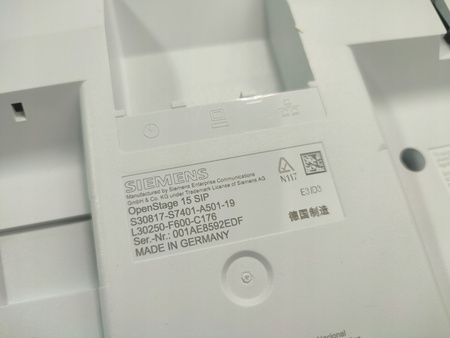 SIEMENS
Manufactured by Siemens Enterprise Communications
GmbH & Co. KG under Trademark License of Siemens AG
OpenStage 15 SIP
S30817-S7401-A501-19
L30250-F600-C176
Ser.-Nr.: 001AE8592EDF
MADE IN GERMANY
N117
德国制造